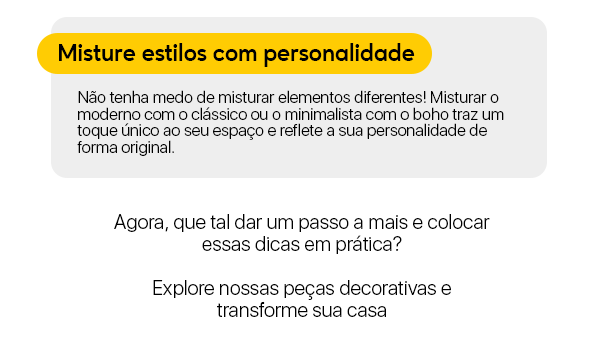 Misture estilos com personalidade
Não tenha medo de misturar elementos diferentes! Misturar o
moderno com o clássico ou o minimalista com o boho traz um
toque único ao seu espaço e reflete a sua personalidade de
forma original.
Agora, que tal dar um passo a mais e colocar
essas dicas em prática?
Explore nossas peças decorativas e
transforme sua casa